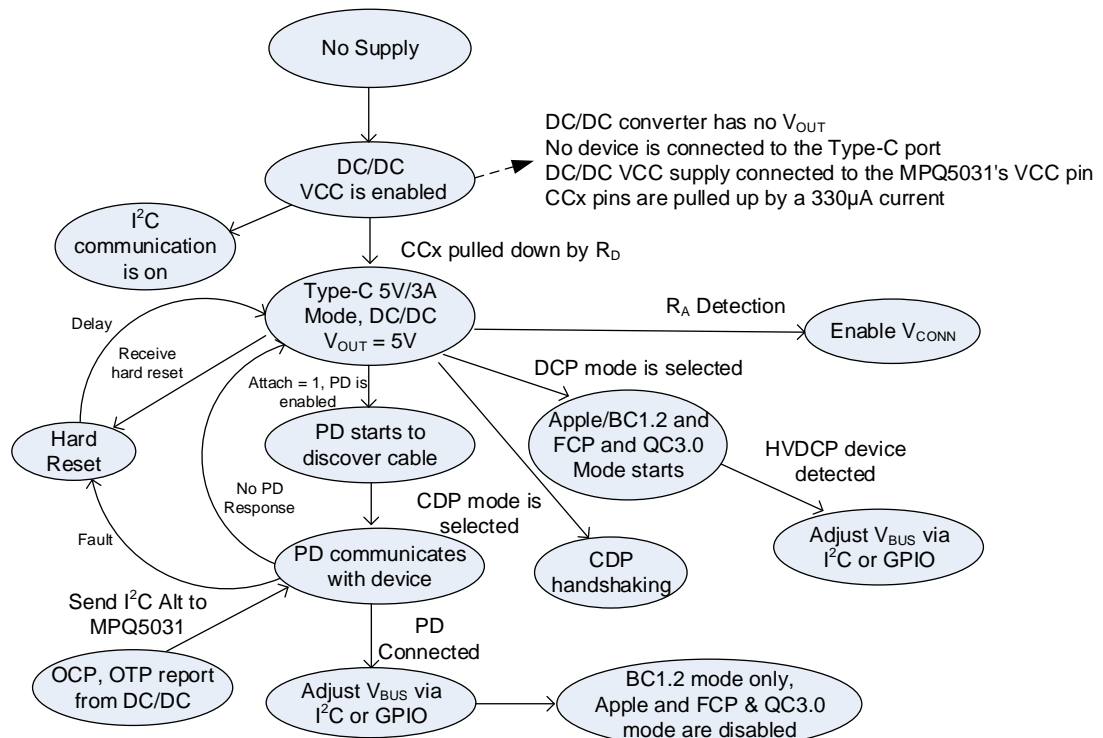 No Supply
DC/DC
VCC is enabled
DC/DC converter has no VOUT
No device is connected to the Type-C port
DC/DC VCC supply connected to the MPQ5031's VCC pin
CCx pins are pulled up by a 330µA current
I²C
communication
is on
CCx pulled down by RD
Type-C 5V/3A
Mode, DC/DC
VOUT = 5V
RA Detection
Enable VCONN
Delay
Receive
hard reset
DCP mode is selected
Attach = 1, PD is
enabled
Hard
Reset
PD starts to
discover cable
Apple/BC1.2 and
FCP and QC3.0
Mode starts
HVDCP device
detected
No PD
Response
CDP mode is
selected
Fault
PD communicates
with device
CDP
handshaking
Adjust VBUS via
I²C or GPIO
Send I²C Alt to
MPQ5031
PD
Connected
OCP, OTP report
from DC/DC
Adjust VBUS via
I²C or GPIO
BC1.2 mode only,
Apple and FCP & QC3.0
mode are disabled